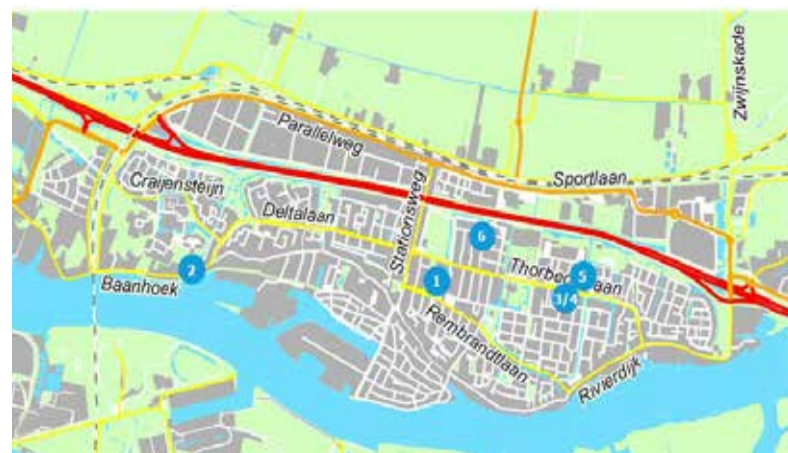 Zwijnskade
Parallelweg
Sportlaan
Craijensteijn
Stationsweg
Deltalaan
6
Thorbeckelaan
5
2
1
Baanhoek
3/4
Rembrandtlaan
Rivierdijk